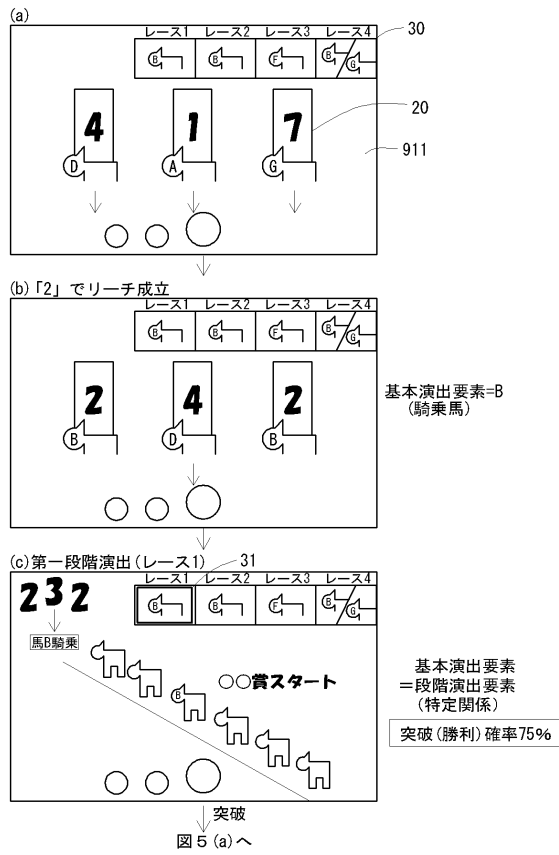 (a)
レース1 レース2 レース3 レース4
B B F B G
30
4 1 7
20
D A G
911
(b)「2」でリーチ成立
レース1 レース2 レース3 レース4
B B F B G
2 4 2
B D B
基本演出要素=B
(騎乗馬)
(c)第一段階演出(レース1)
31
レース1 レース2 レース3 レース4
B B F B G
2 3 2
馬B騎乗
B
○○賞スタート
基本演出要素
=段階演出要素
(特定関係)
突破(勝利)確率75%
突破
図5(a)へ